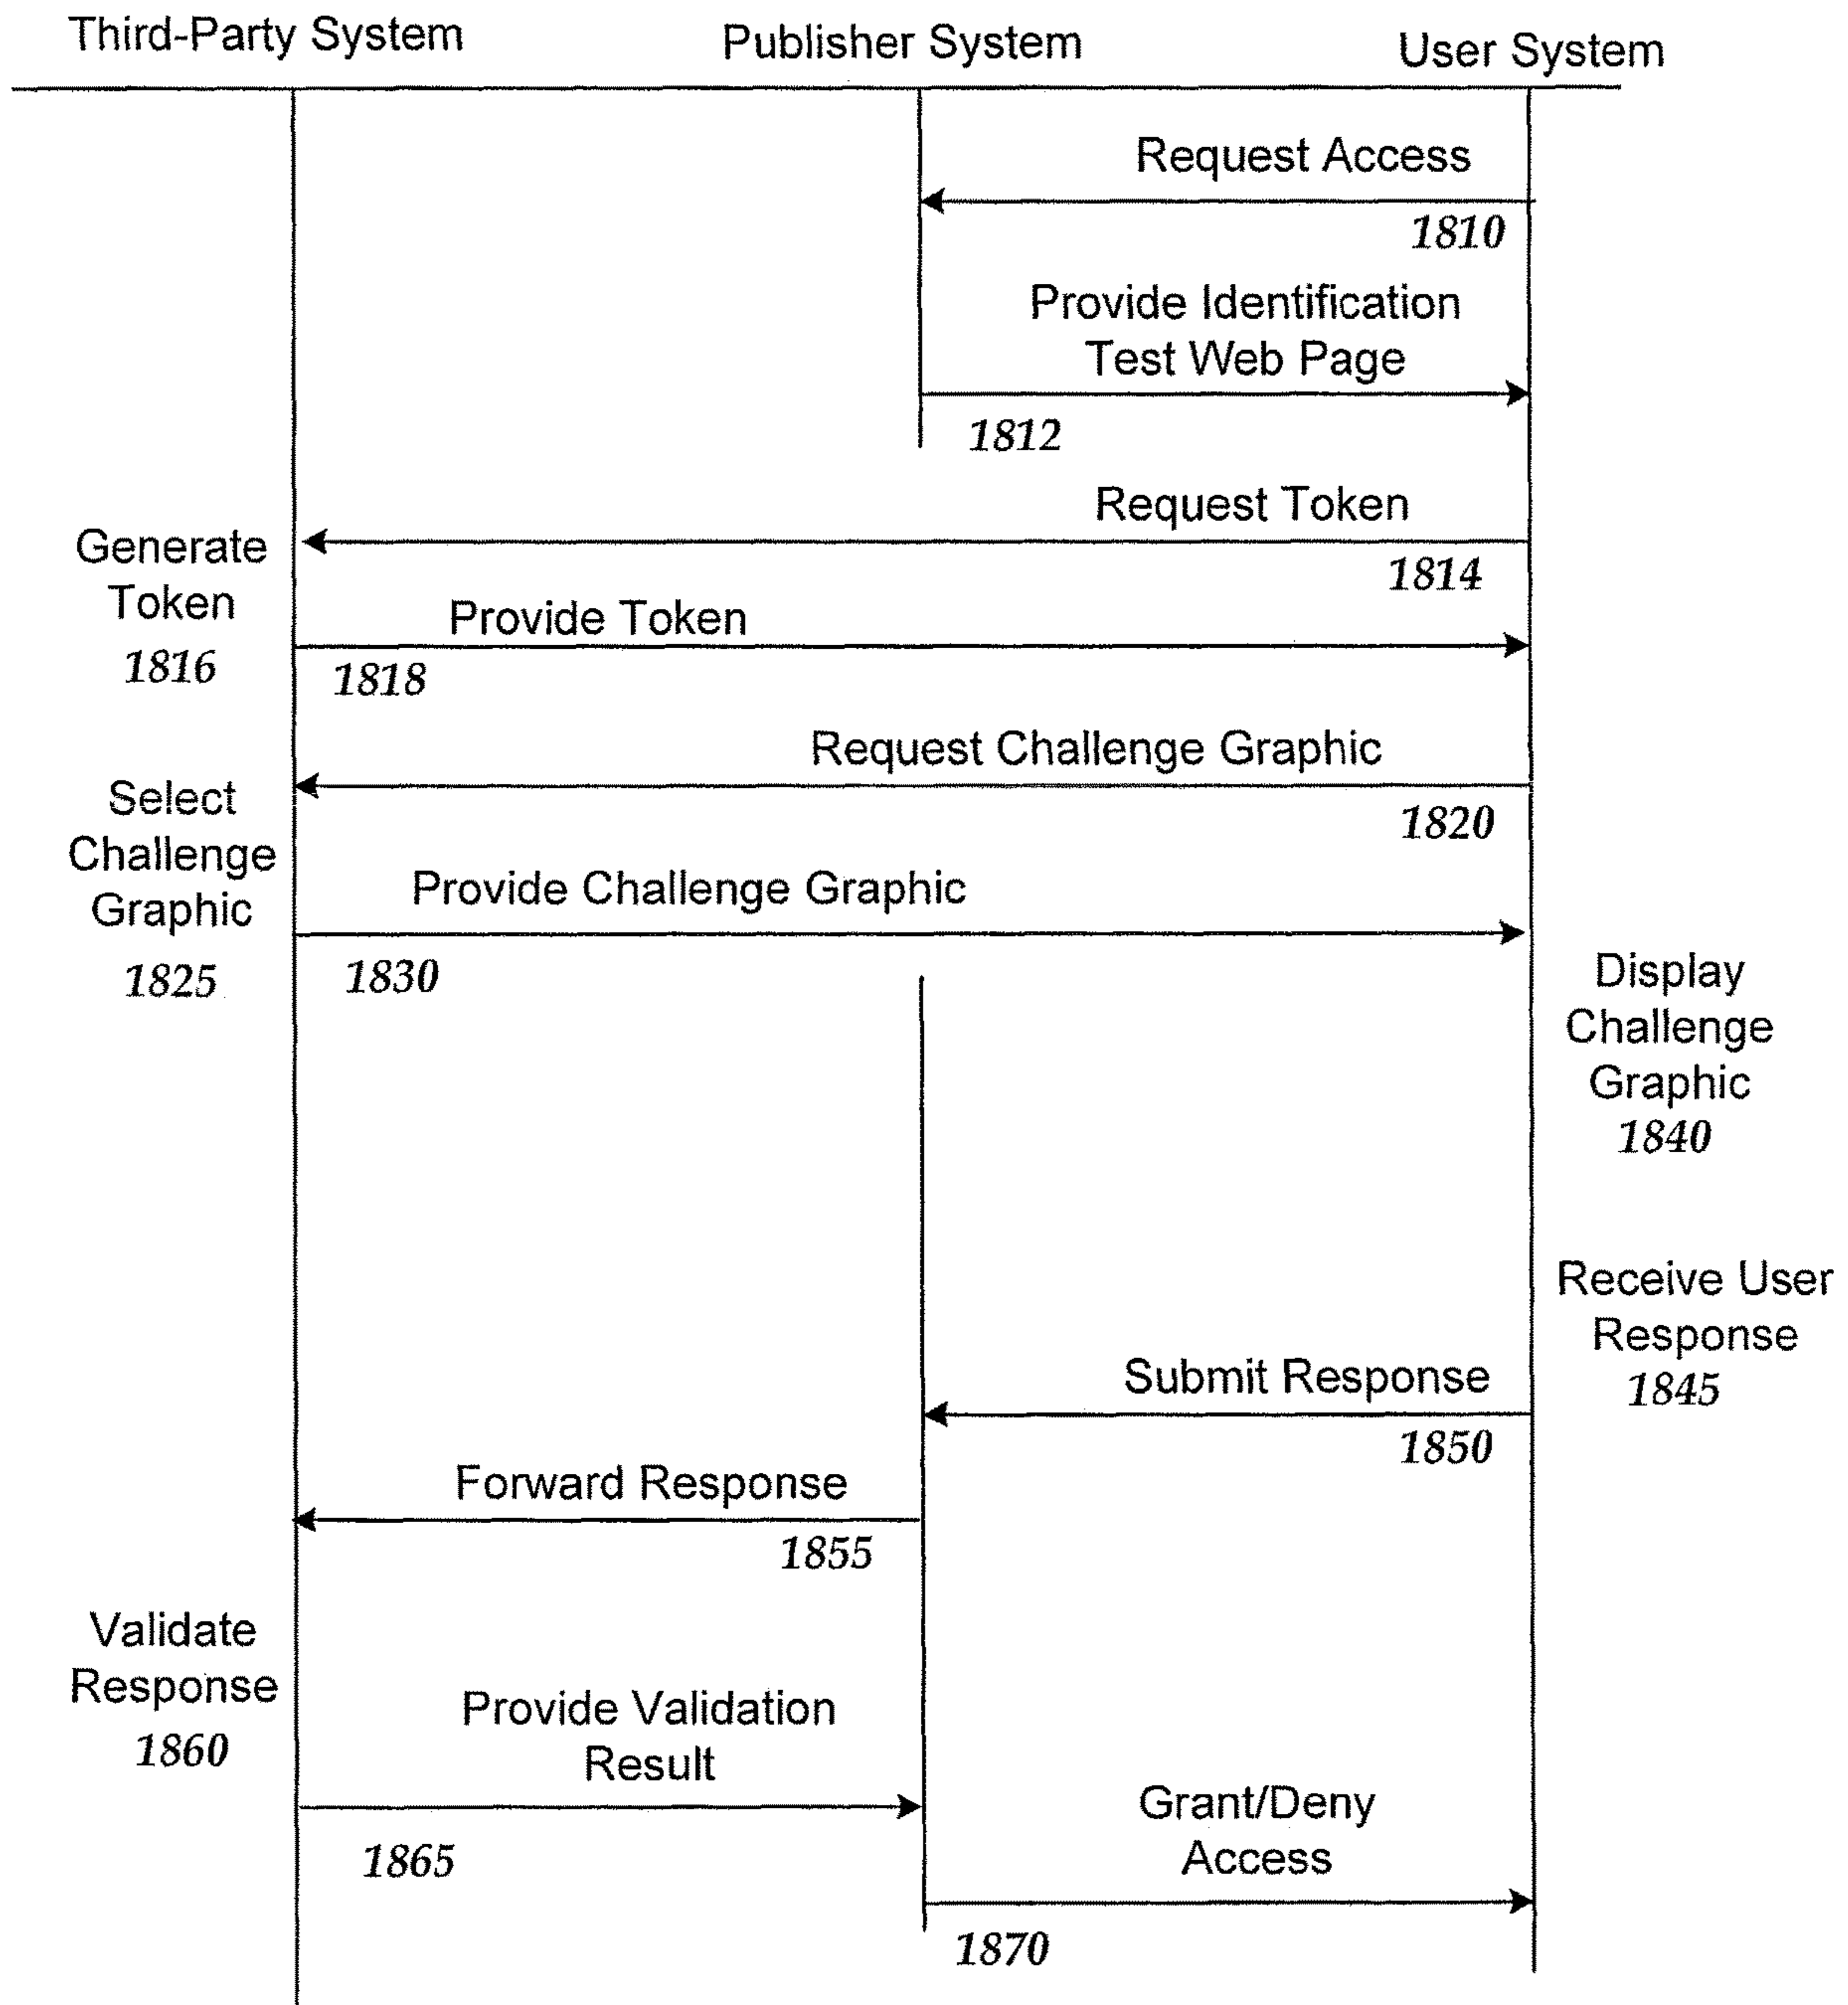 Third-Party System
Publisher System
User System
Request Access
1810
Provide Identification
Test Web Page
1812
Request Token
1814
Generate
Token
1816
Provide Token
1818
Request Challenge Graphic
1820
Select
Challenge
Graphic
1825
Provide Challenge Graphic
1830
Display
Challenge
Graphic
1840
Receive User
Response
1845
Submit Response
1850
Forward Response
1855
Validate
Response
1860
Provide Validation
Result
1865
Grant/Deny
Access
1870